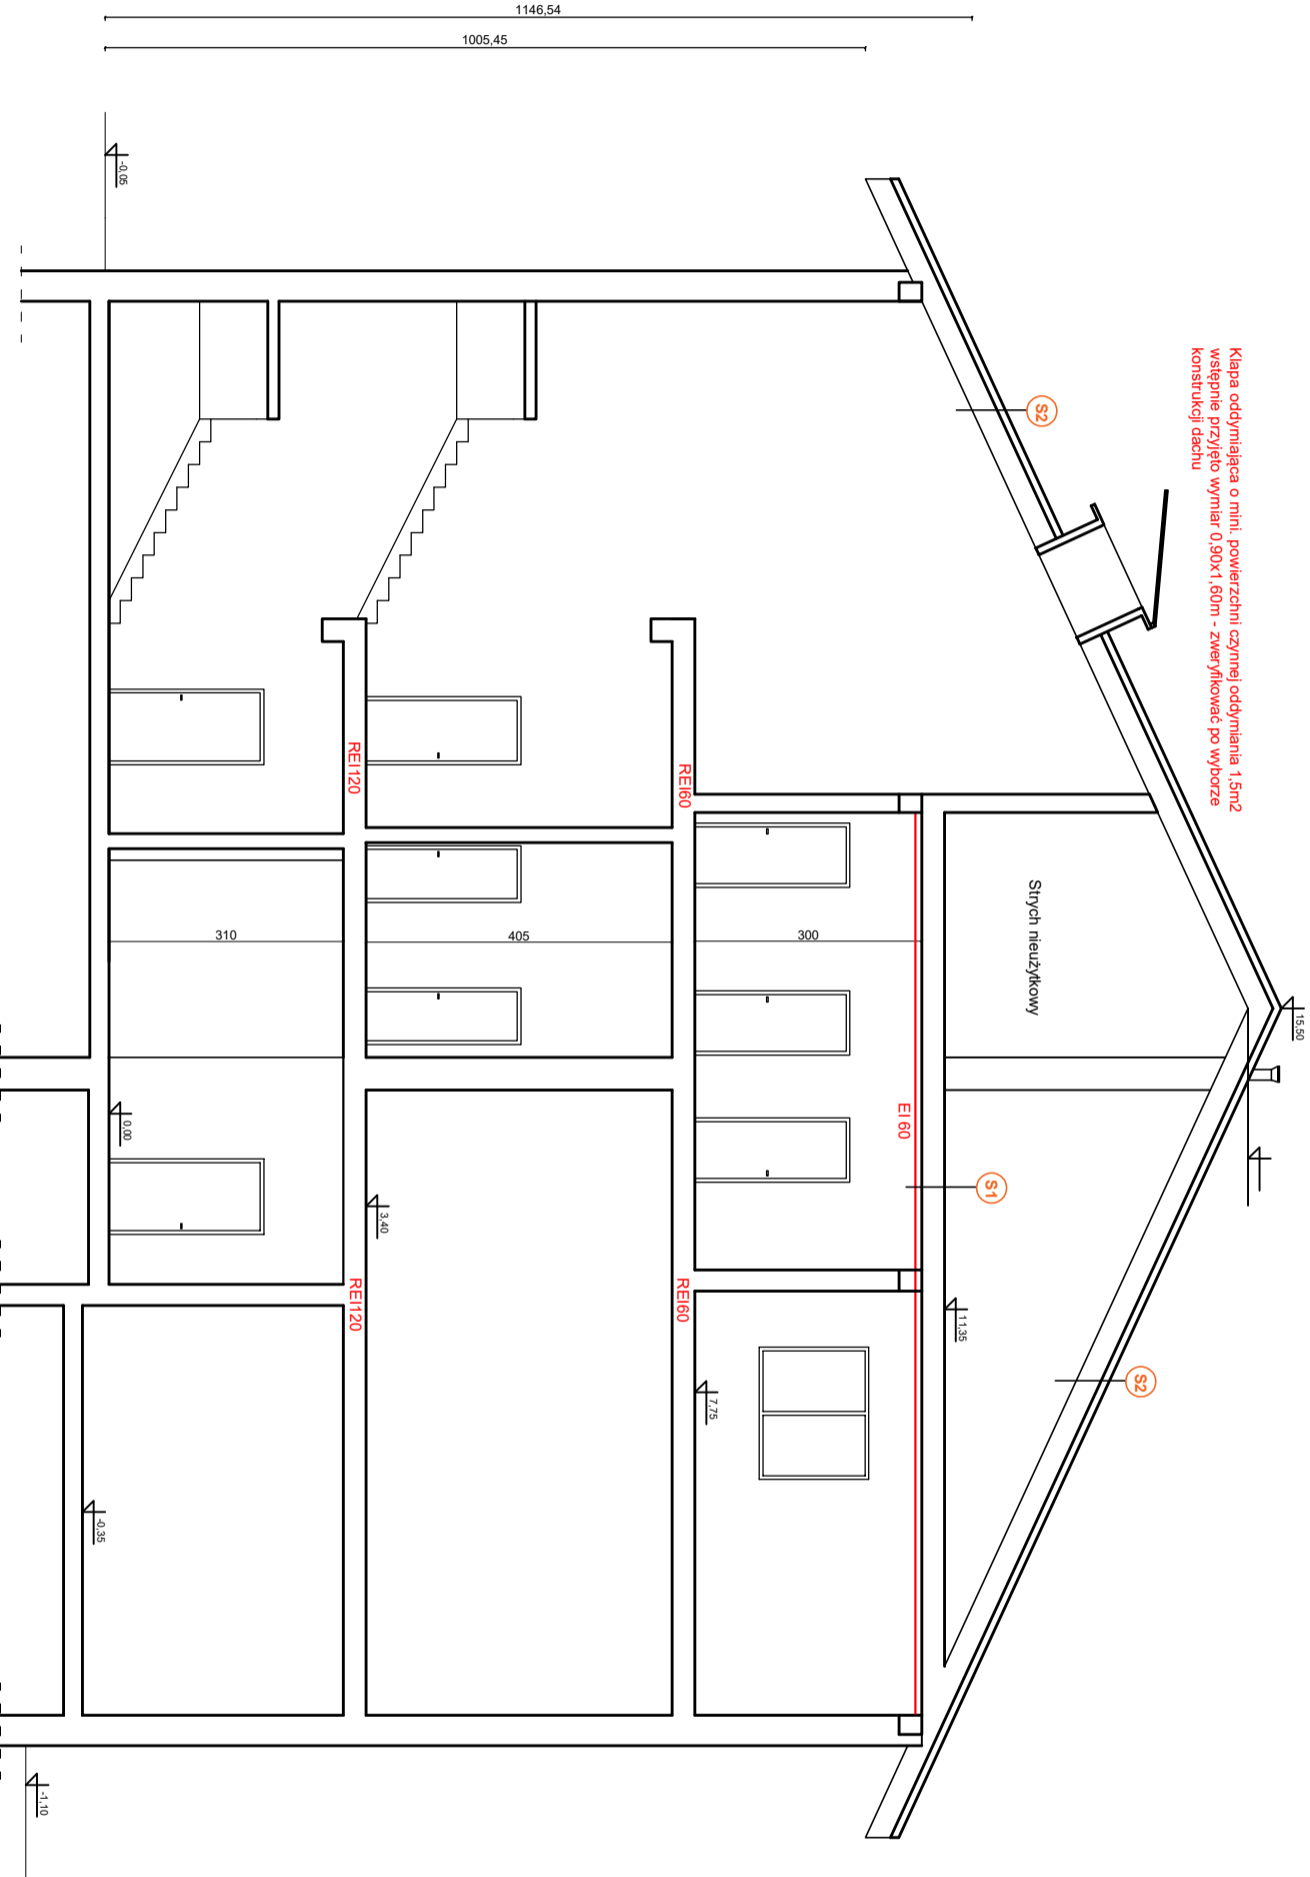 1146,54
1005,45
-0,05
Klapa oddymiająca o mini. powierzchni czynnej oddymiania 1,5m2
wstępnie przyjęto wymiar 0,90x1,60m - zweryfikować po wyborze
konstrukcji dachu
S2
REI120
REI60
Strych nieużytkowy
310
405
300
15,50
0,00
EI 60
3,40
S1
REI120
REI60
11,35
7,75
S2
-0,35
-1,10